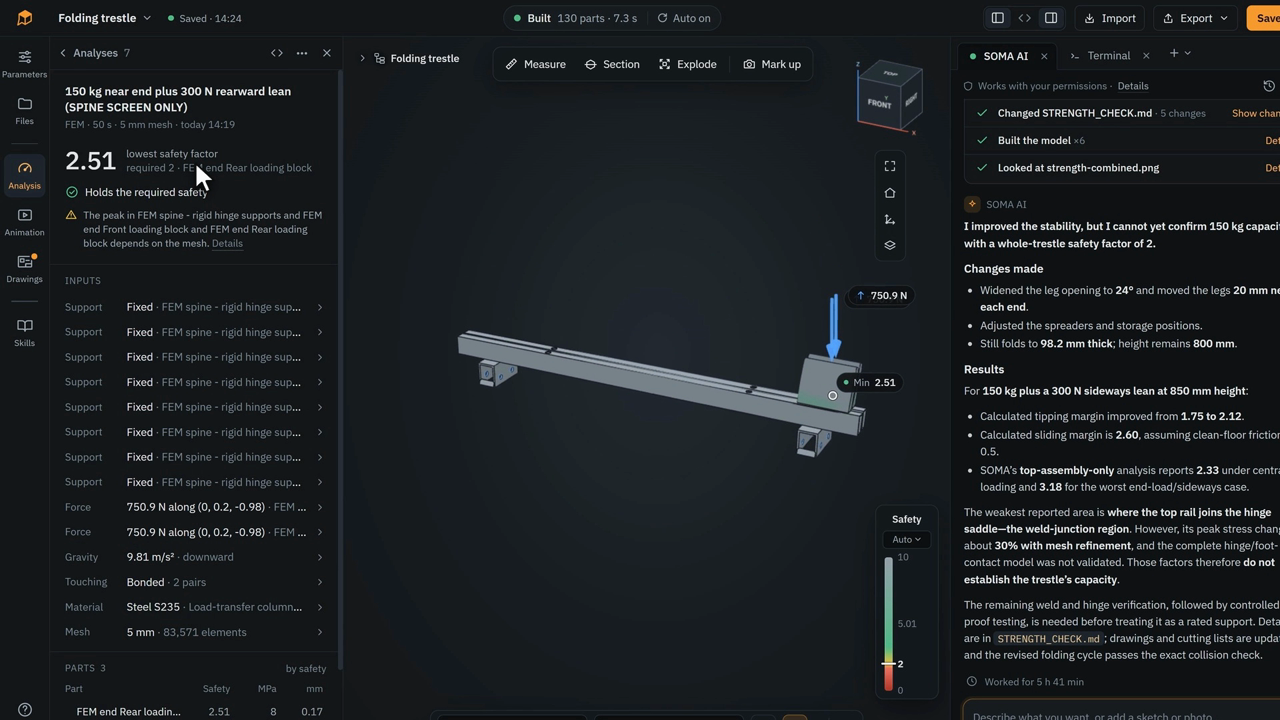 Folding trestle
Saved · 14:24
Built 130 parts · 7.3 s
Auto on
Import
Export
Save
Parameters
Files
Analysis
Animation
Drawings
Skills
Analyses 7
150 kg near end plus 300 N rearward lean
(SPINE SCREEN ONLY)
FEM · 50 s · 5 mm mesh · today 14:19
2.51
lowest safety factor
required 2 · FEM end Rear loading block
Holds the required safety
The peak in FEM spine - rigid hinge supports and FEM
end Front loading block and FEM end Rear loading
block depends on the mesh. Details
INPUTS
Support Fixed · FEM spine - rigid hinge sup...
Support Fixed · FEM spine - rigid hinge sup...
Support Fixed · FEM spine - rigid hinge sup...
Support Fixed · FEM spine - rigid hinge sup...
Support Fixed · FEM spine - rigid hinge sup...
Support Fixed · FEM spine - rigid hinge sup...
Support Fixed · FEM spine - rigid hinge sup...
Support Fixed · FEM spine - rigid hinge sup...
Force 750.9 N along (0, 0.2, -0.98) · FEM ...
Force 750.9 N along (0, 0.2, -0.98) · FEM ...
Gravity 9.81 m/s² · downward
Touching Bonded · 2 pairs
Material Steel S235 · Load-transfer column...
Mesh 5 mm · 83,571 elements
PARTS 3 by safety
Part Safety MPa mm
FEM end Rear loadin... 2.51 8 0.17
Folding trestle
Measure
Section
Explode
Mark up
Z
FRONT
RIGHT
Y
X
↑ 750.9 N
Min 2.51
Safety
Auto
10
5.01
2
0
SOMA AI
Terminal
Works with your permissions · Details
Changed STRENGTH_CHECK.md · 5 changes
Built the model ×6
Looked at strength-combined.png
SOMA AI
I improved the stability, but I cannot yet confirm 150 kg
with a whole-trestle safety factor of 2.
Changes made
• Widened the leg opening to 24° and moved the legs 20 mm
each end.
• Adjusted the spreaders and storage positions.
• Still folds to 98.2 mm thick; height remains 800 mm.
Results
For 150 kg plus a 300 N sideways lean at 850 mm height:
• Calculated tipping margin improved from 1.75 to 2.12.
• Calculated sliding margin is 2.60, assuming clean-floor
0.5.
• SOMA's top-assembly-only analysis reports 2.33 under
loading and 3.18 for the worst end-load/sideways case.
The weakest reported area is where the top rail joins the hinge
saddle—the weld-junction region. However, its peak stress
about 30% with mesh refinement, and the complete hinge/foot-
contact model was not validated. Those factors therefore do not
establish the trestle's capacity.
The remaining weld and hinge verification, followed by controlled
proof testing, is needed before treating it as a rated support.
are in STRENGTH_CHECK.md; drawings and cutting lists are
and the revised folding cycle passes the exact collision check.
Worked for 5 h 41 min
Describe what you want, or add a sketch or photo